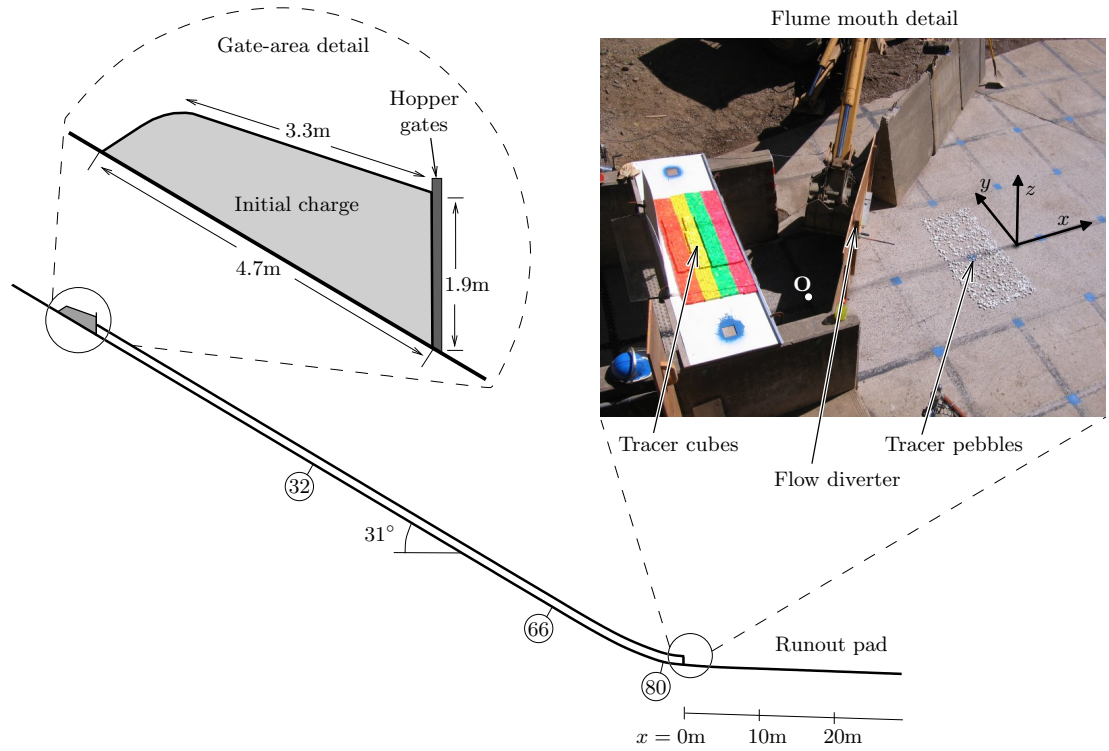 Flume mouth detail
Gate-area detail
Hopper
gates
3.3m
Initial charge
4.7m
1.9m
y
z
x
O
Tracer cubes
Tracer pebbles
Flow diverter
32
31°
66
Runout pad
80
x = 0m
10m
20m